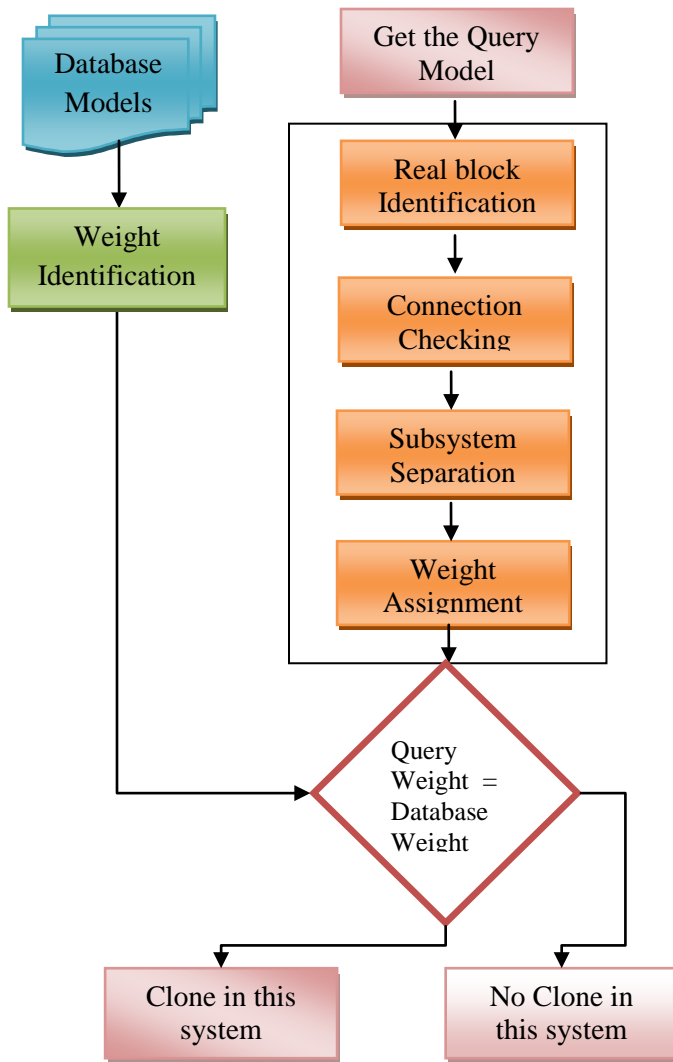 Database
Models
Get the Query
Model
Real block
Identification
Weight
Identification
Connection
Checking
Subsystem
Separation
Weight
Assignment
Query
Weight =
Database
Weight
Clone in this
system
No Clone in
this system